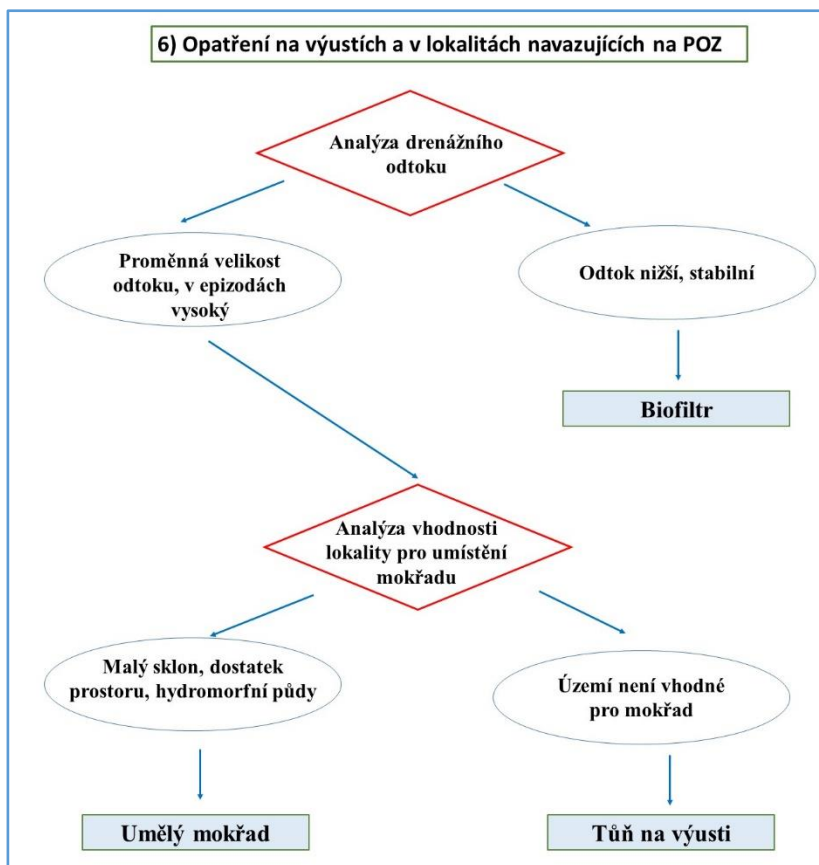 6) Opatření na výustích a v lokalitách navazujících na POZ
Analýza drenážního
odtoku
Proměnná velikost
odtoku, v epizodách
vysoký
Odtok nižší, stabilní
Biofiltr
Analýza vhodnosti
lokality pro umístění
mokřadu
Malý sklon, dostatek
prostoru, hydromorfní půdy
Území není vhodné
pro mokřad
Umělý mokřad
Tůň na výusti